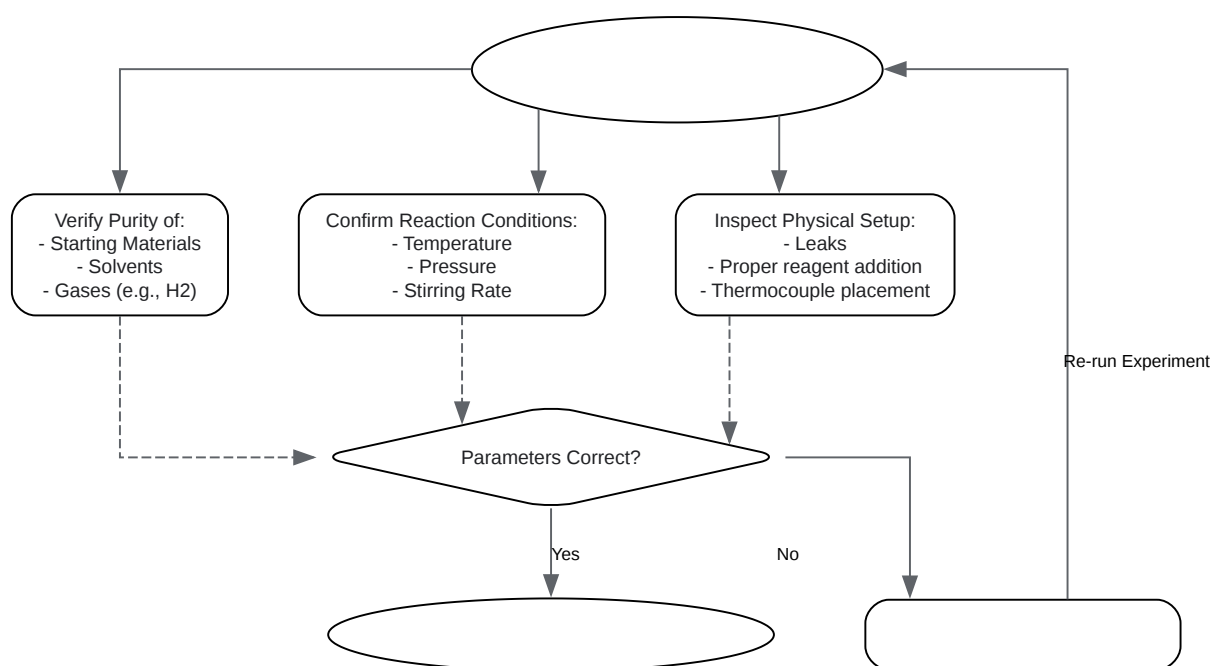 Verify Purity of:
- Starting Materials
- Solvents
- Gases (e.g., H2)
Confirm Reaction Conditions:
- Temperature
- Pressure
- Stirring Rate
Inspect Physical Setup:
- Leaks
- Proper reagent addition
- Thermocouple placement
Re-run Experiment
Parameters Correct?
Yes
No